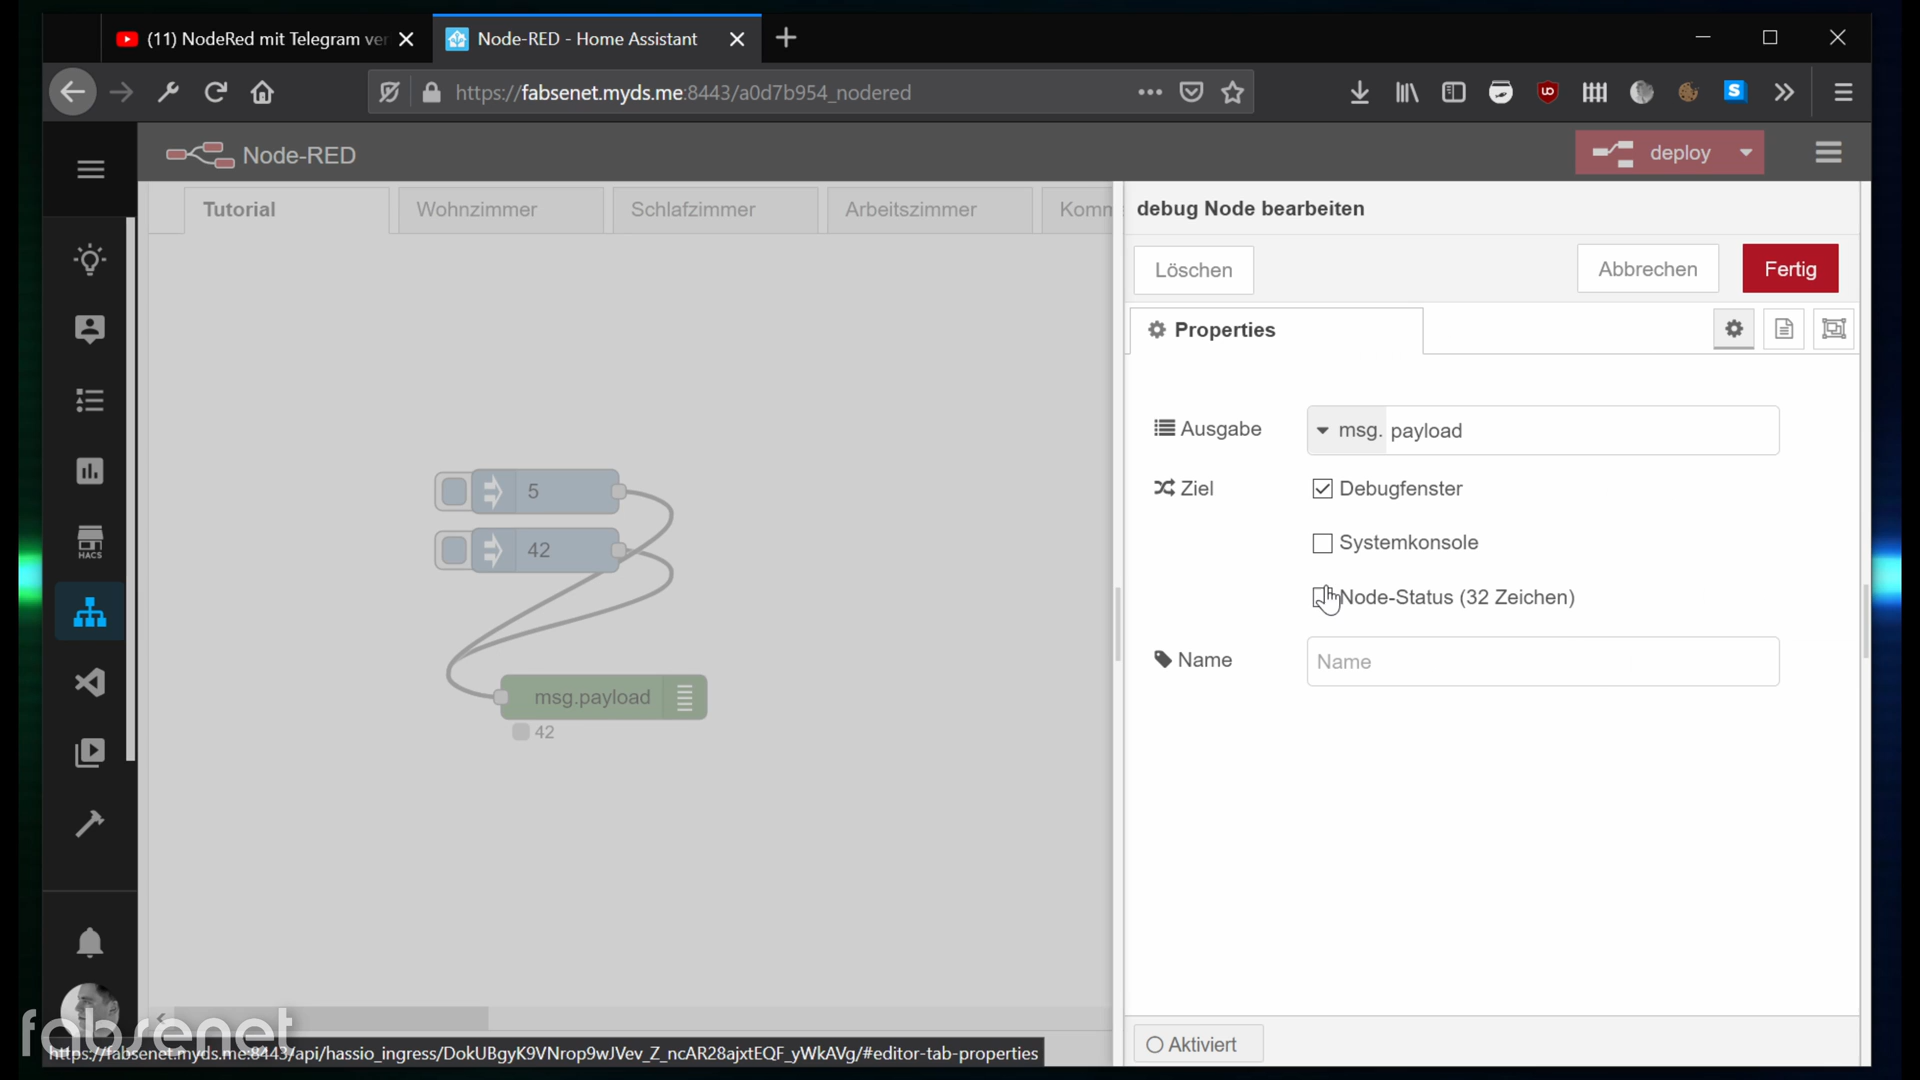 (11) NodeRed mit Telegram ver
Node-RED - Home Assistant
https://fabsenet.myds.me:8443/a0d7b954_nodered
UD
S
Node-RED
deploy
Tutorial
Wohnzimmer
Schlafzimmer
Arbeitszimmer
Komm
debug Node bearbeiten
Löschen
Abbrechen
Fertig
Properties
Ausgabe
msg. payload
Ziel
Debugfenster
Systemkonsole
Node-Status (32 Zeichen)
Name
Name
HACS
5
42
msg.payload
42
fabsenet
https://fabsenet.myds.me:8443/api/hassio_ingress/DokUBgyK9VNrop9wJVev_Z_ncAR28ajxtEQF_yWkAVg/#editor-tab-properties
Aktiviert